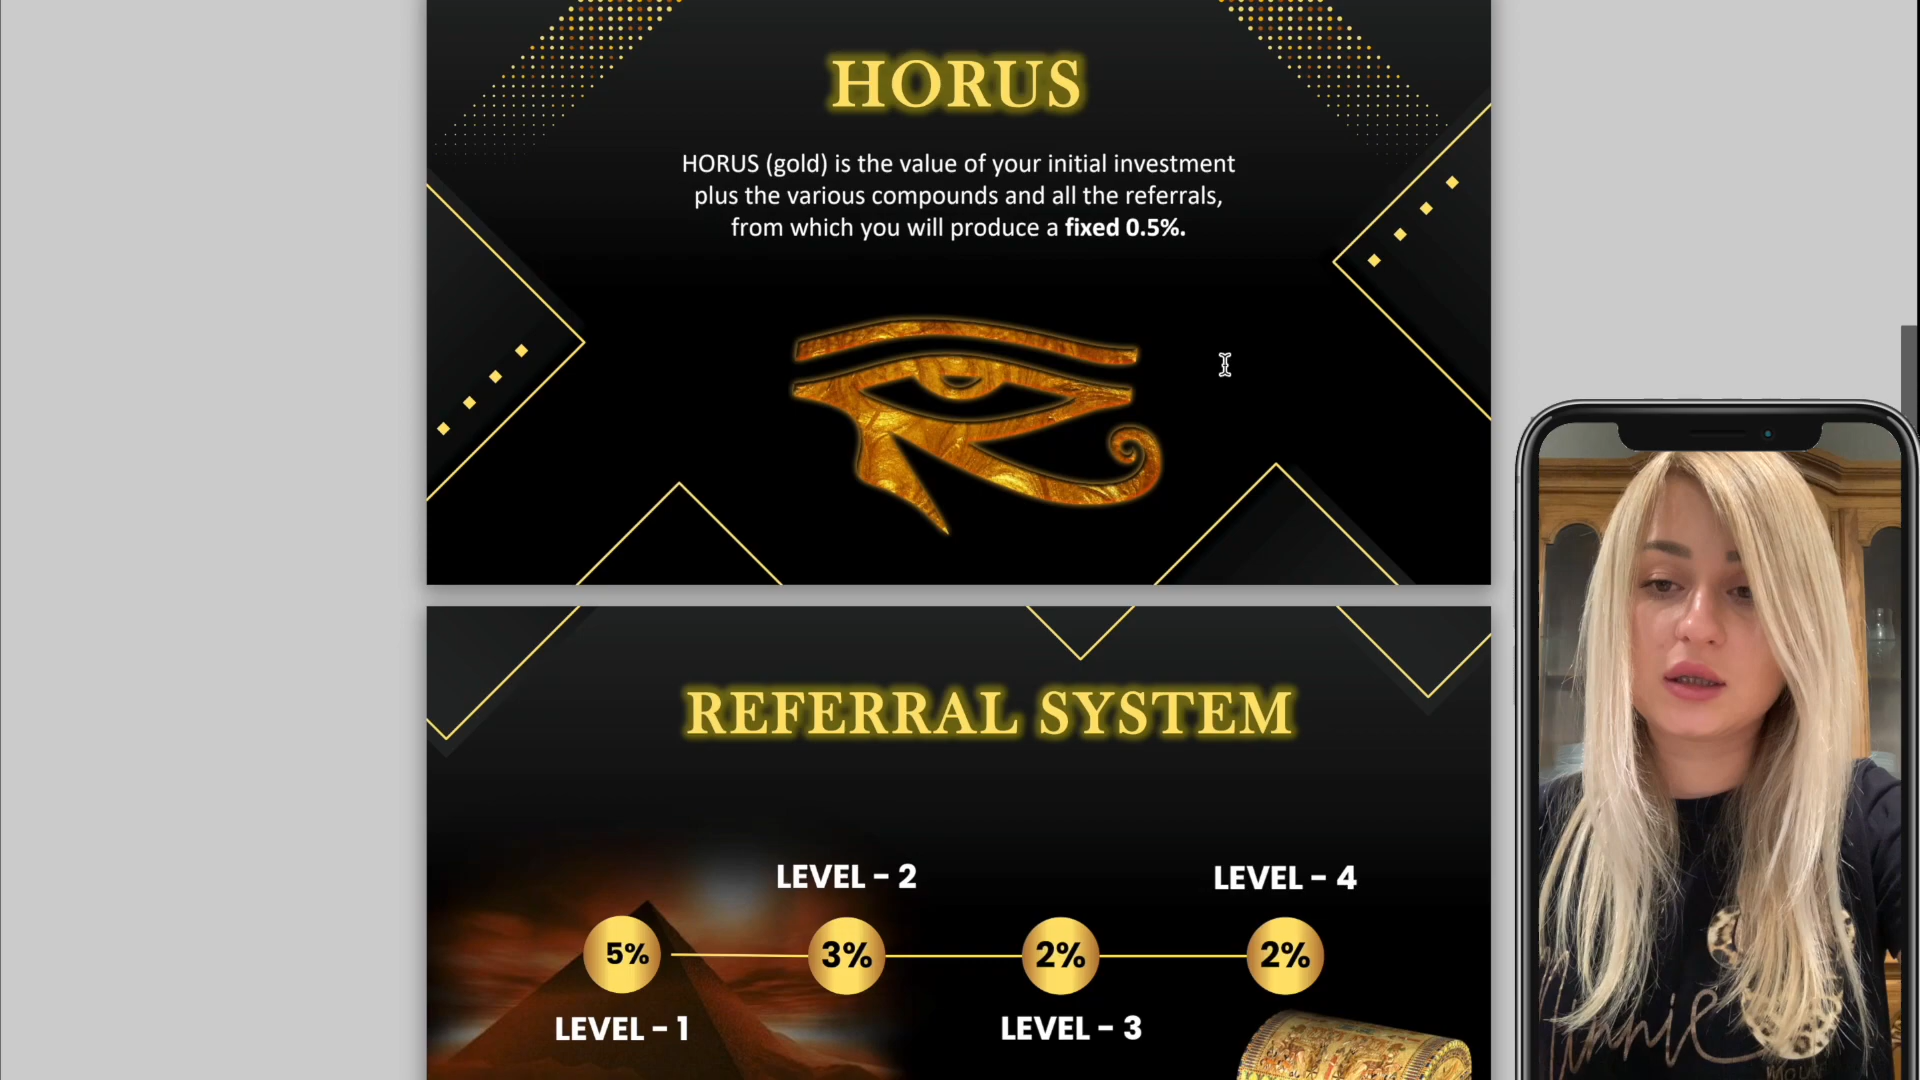 HORUS
HORUS (gold) is the value of your initial investment
plus the various compounds and all the referrals,
from which you will produce a fixed 0.5%.
REFERRAL SYSTEM
LEVEL - 2
LEVEL - 4
5%
3%
2%
2%
LEVEL - 1
LEVEL - 3